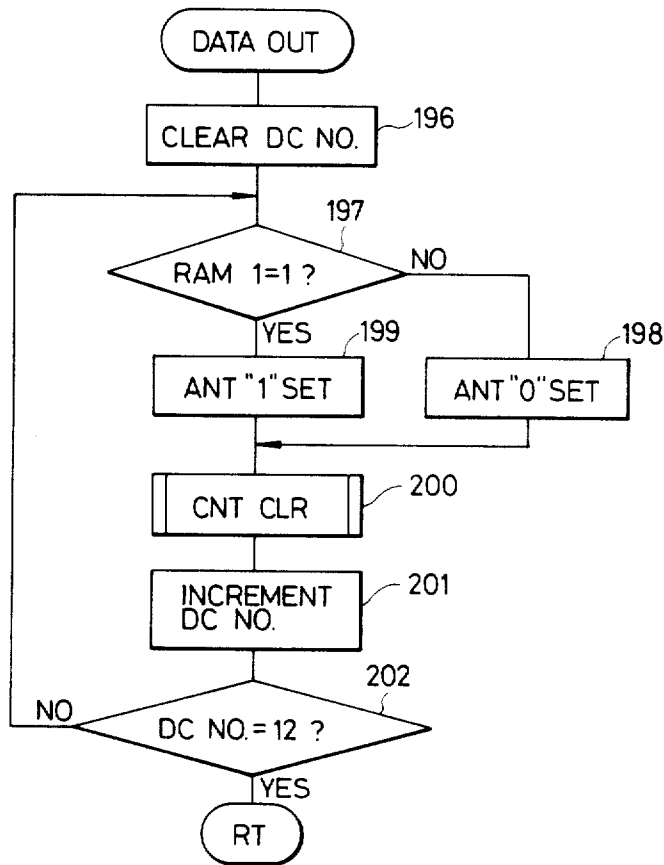 DATA OUT
CLEAR DC NO.
196
197
RAM 1=1 ?
NO
YES
199
198
ANT "1" SET
ANT "0" SET
CNT CLR
200
INCREMENT
DC NO.
201
202
NO
DC NO.=12 ?
YES
RT